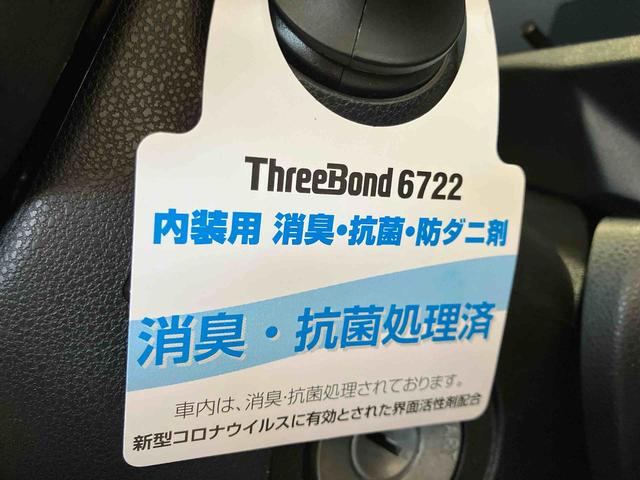 ThreeBond 6722
内装用 消臭・抗菌・防ダニ剤
消臭・抗菌処理済
車内は、消臭・抗菌処理されております。
新型コロナウイルスに有効とされた界面活性剤配合